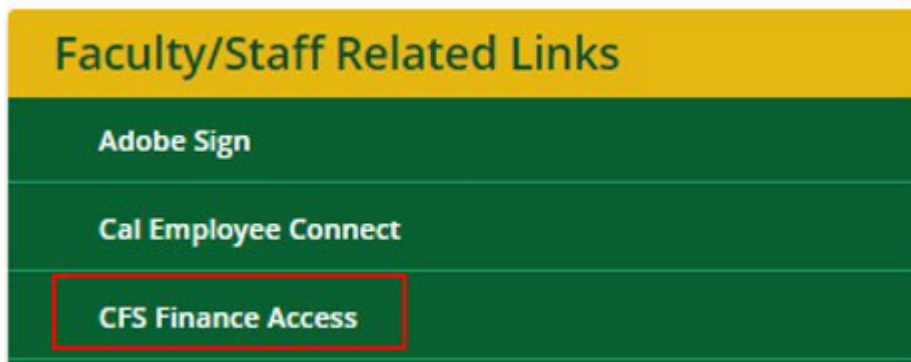 Faculty/Staff Related Links
Adobe Sign
Cal Employee Connect
CFS Finance Access